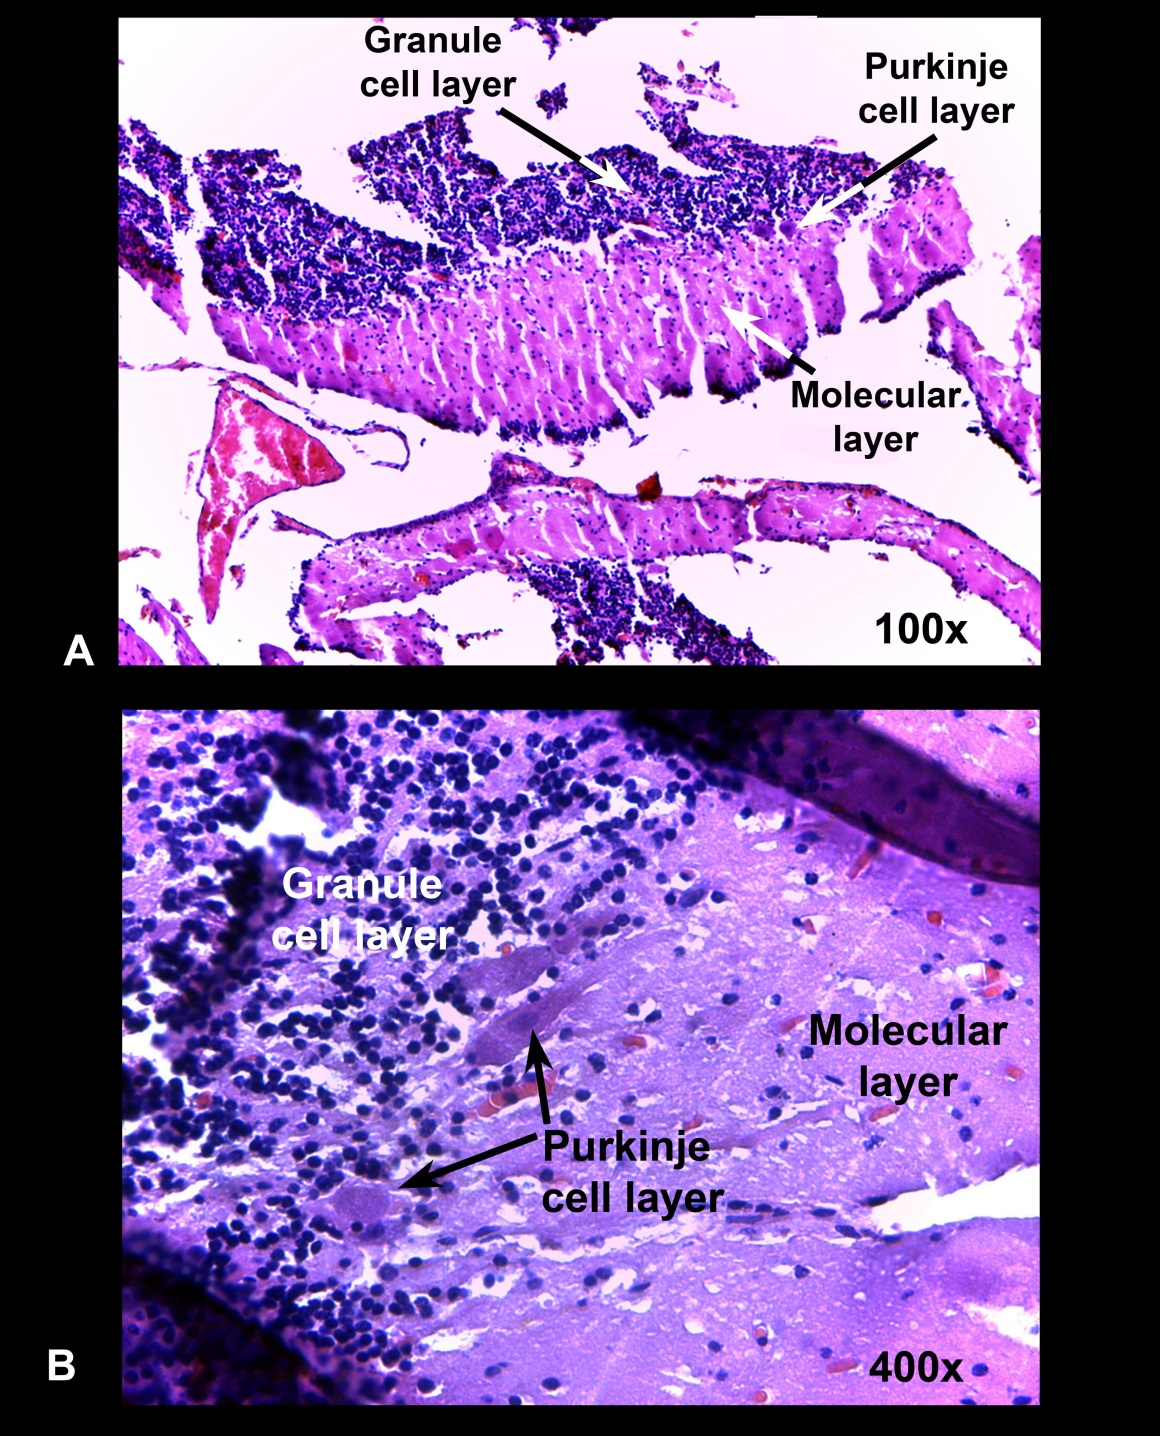 Granule
cell layer
Purkinje
cell layer
Molecular
layer
100x
A
Granule
cell layer
Molecular
layer
Purkinje
cell layer
400x
B